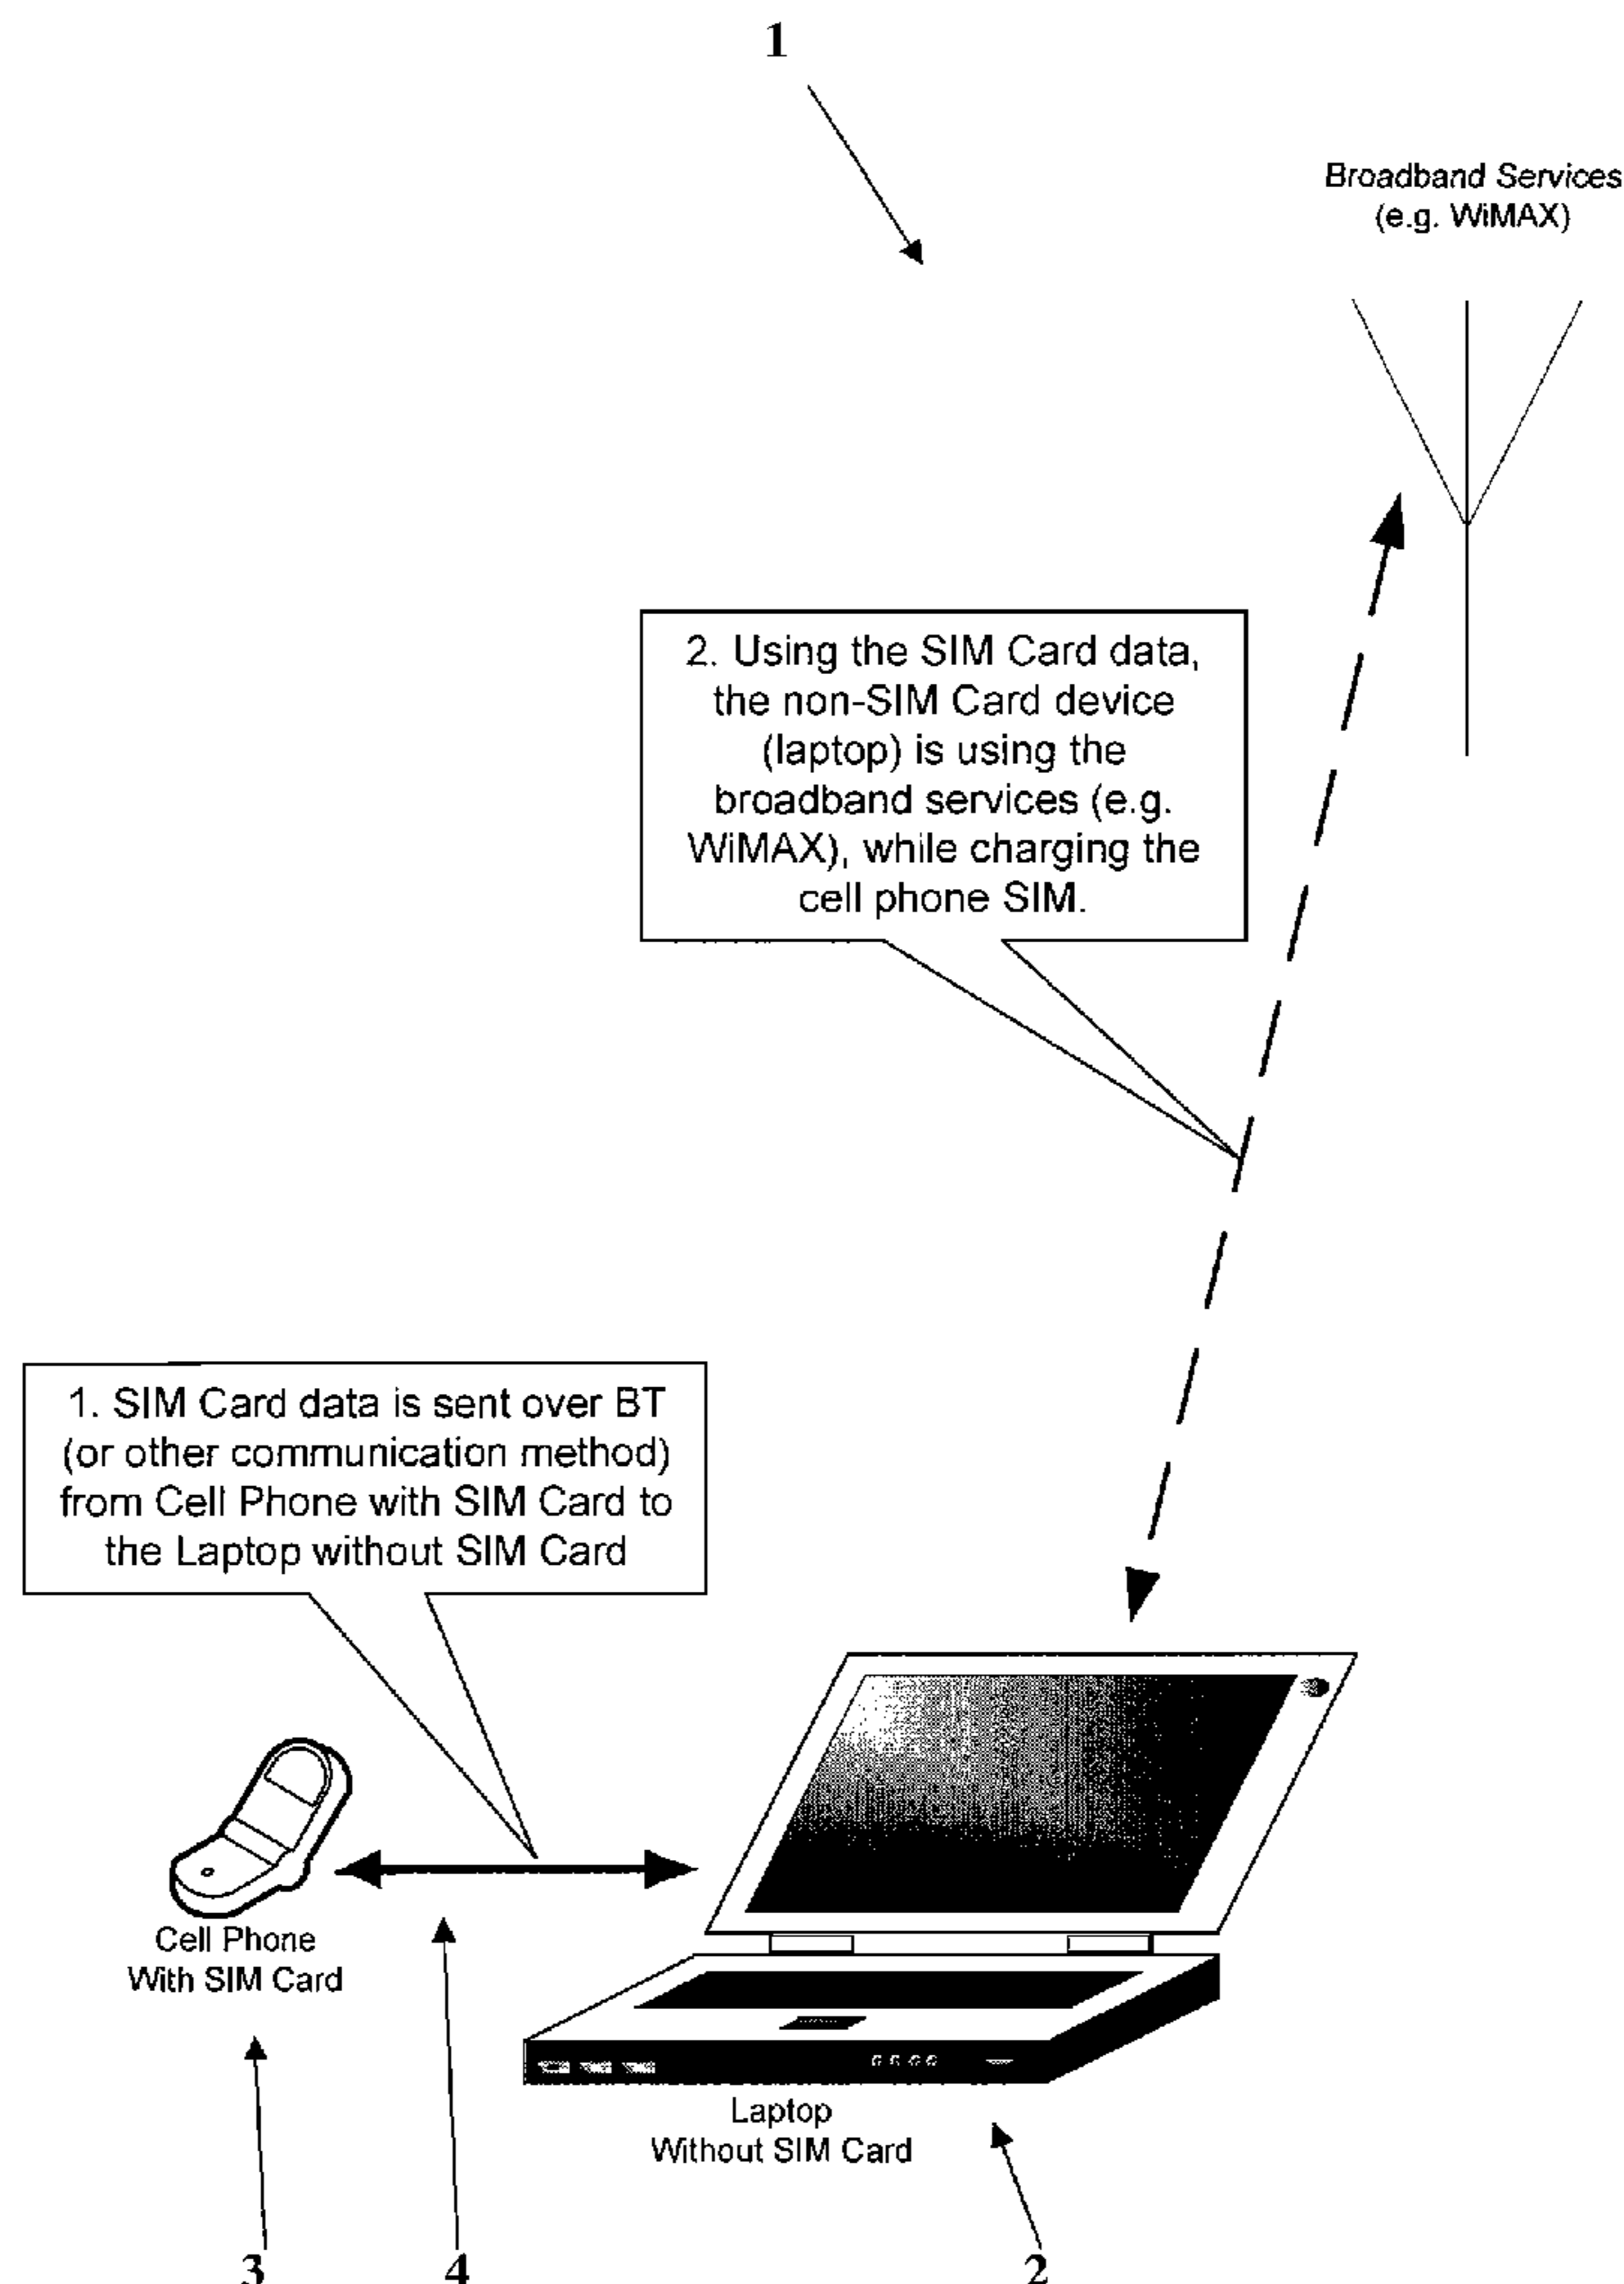 1
Broadband Services
(e.g. WiMAX)
2. Using the SIM Card data,
the non-SIM Card device
(laptop) is using the
broadband services (e.g.
WiMAX), while charging the
cell phone SIM.
1. SIM Card data is sent over BT
(or other communication method)
from Cell Phone with SIM Card to
the Laptop without SIM Card
Cell Phone
With SIM Card
Laptop
Without SIM Card
3
4
2